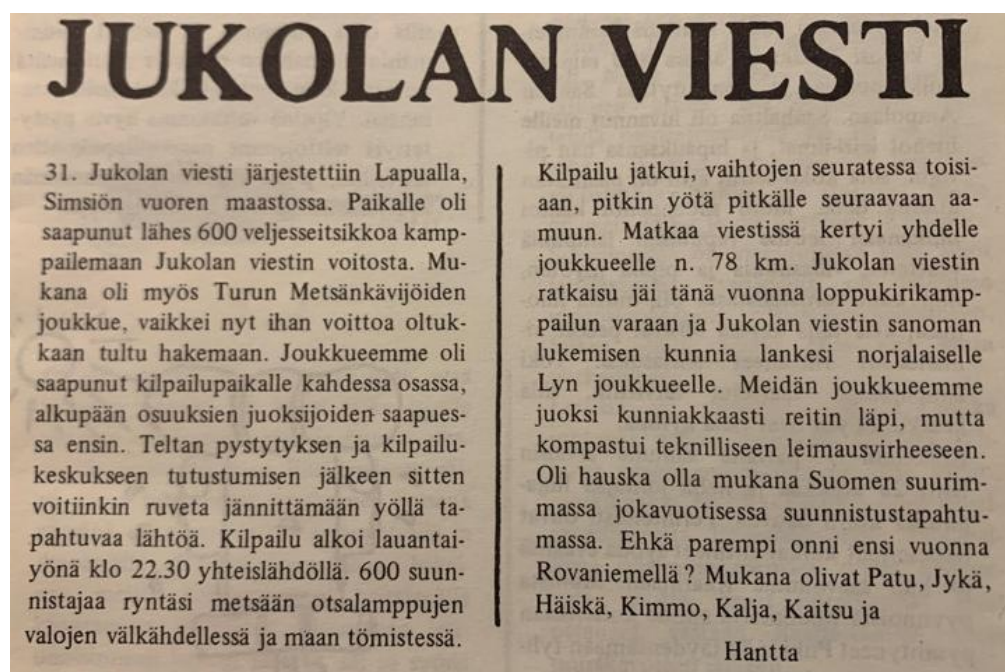 JUKOLAN VIESTI
31. Jukolan viesti järjestettiin Lapualla,
Simsiön vuoren maastossa. Paikalle oli
saapunut lähes 600 veljesseitsikkoa kamp-
pailemaan Jukolan viestin voitosta. Mu-
kana oli myös Turun Metsänkävijöiden
joukkue, vaikkei nyt ihan voittoa oltuk-
kaan tultu hakemaan. Joukkueemme oli
saapunut kilpailupaikalle kahdessa osassa,
alkupään osuuksien juoksijoiden saapues-
sa ensin. Teltan pystytyksen ja kilpailu-
keskukseen tutustumisen jälkeen sitten
voitiinkin ruveta jännittämään yöllä ta-
pahtuvaa lähtöä. Kilpailu alkoi lauantai-
yönä klo 22.30 yhteislähdöllä. 600 suun-
nistajaa ryntäsi metsään otsalamppujen
valojen välkähdellessä ja maan tömistessä.
Kilpailu jatkui, vaihtojen seuratessa toisi-
aan, pitkin yötä pitkälle seuraavaan aa-
muun. Matkaa viestissä kertyi yhdelle
joukkueelle n. 78 km. Jukolan viestin
ratkaisu jäi tänä vuonna loppukirikamp-
pailun varaan ja Jukolan viestin sanoman
lukemisen kunnia lankesi norjalaiselle
Lyn joukkueelle. Meidän joukkueemme
juoksi kunniakkaasti reitin läpi, mutta
kompastui teknilliseen leimausvirheeseen.
Oli hauska olla mukana Suomen suurim-
massa jokavuotisessa suunnistustapahtu-
massa. Ehkä parempi onni ensi vuonna
Rovaniemellä? Mukana olivat Patu, Jykä,
Häiskä, Kimmo, Kalja, Kaitsu ja
Hantta